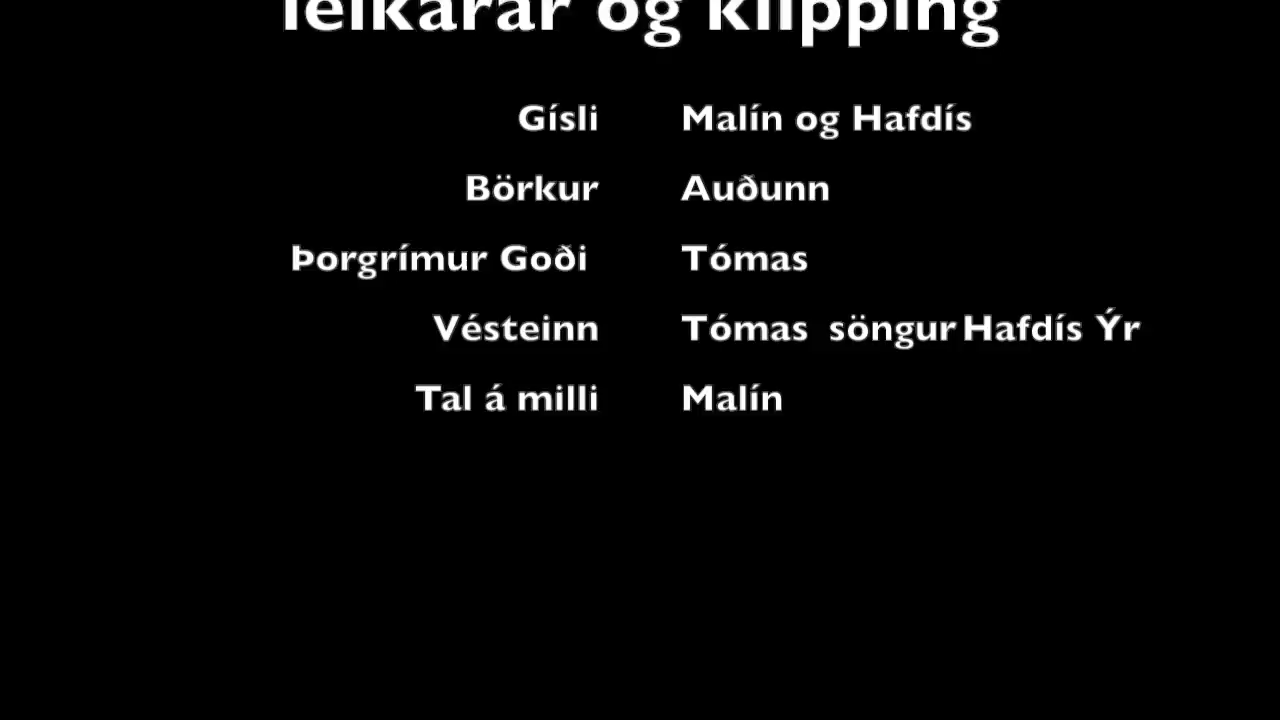 leikarar og klipping
Gísli Malín og Hafdís
Börkur Auðunn
Þorgrímur Goði Tómas
Vésteinn Tómas söngur Hafdís Ýr
Tal á milli Malín